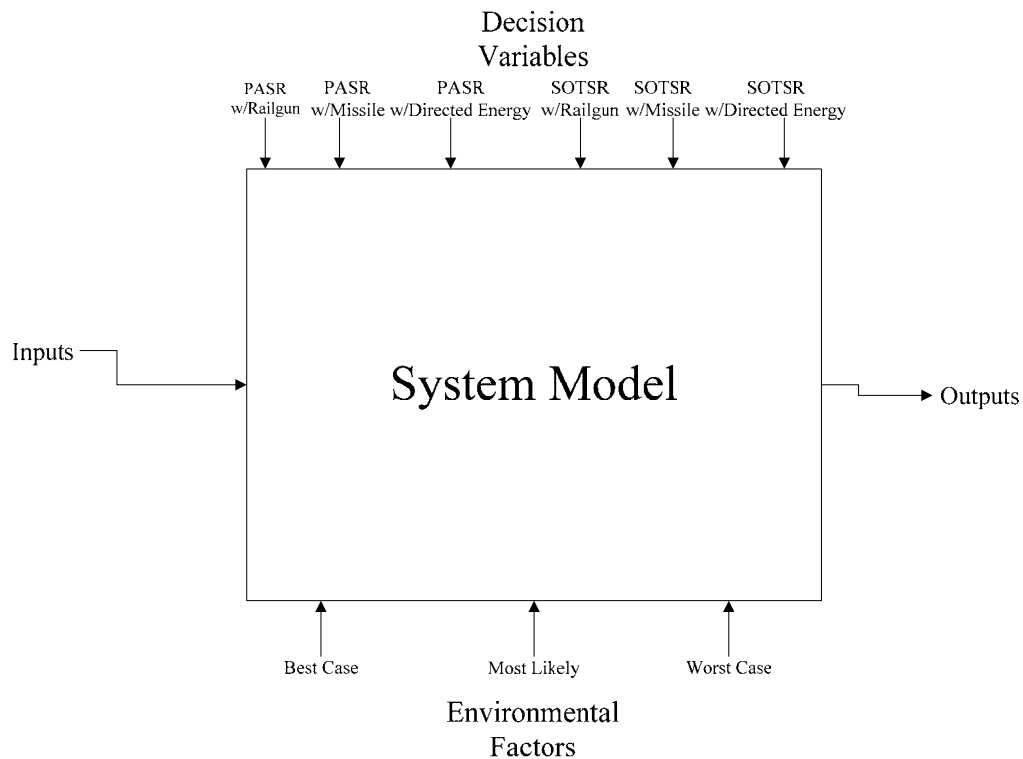 Decision
Variables
PASR
w/Railgun
PASR
w/Missile
PASR
w/Directed Energy
SOTSR
w/Railgun
SOTSR
w/Missile
SOTSR
w/Directed Energy
Inputs
System Model
Outputs
Best Case
Most Likely
Worst Case
Environmental
Factors